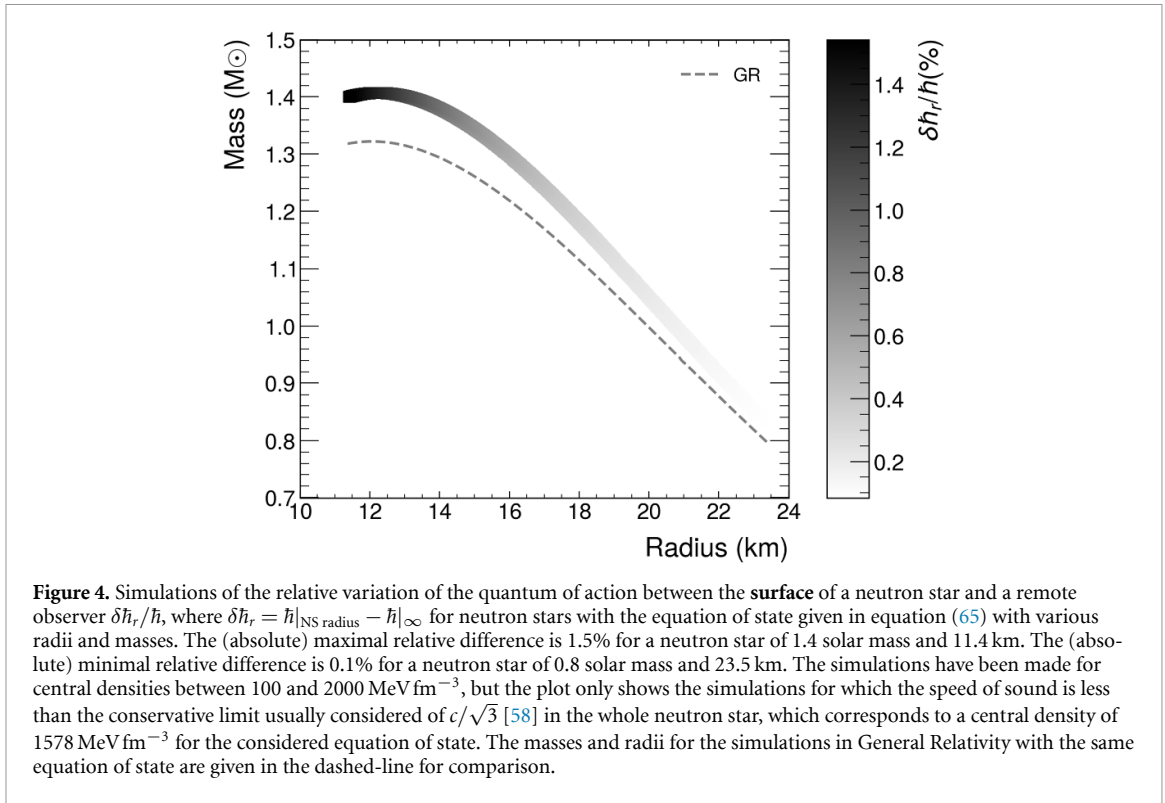 1.5
1.4
1.3
1.2
1.1
1.0
0.9
0.8
0.7
Mass (M⊙)
10 12 14 16 18 20 22 24
Radius (km)
GR
1.4
1.2
1.0
0.8
0.6
0.4
0.2
δℏr/ℏ(%)
Figure 4. Simulations of the relative variation of the quantum of action between the surface of a neutron star and a remote
observer δℏr/ℏ, where δℏr = ℏ|NS radius − ℏ|∞ for neutron stars with the equation of state given in equation (65) with various
radii and masses. The (absolute) maximal relative difference is 1.5% for a neutron star of 1.4 solar mass and 11.4 km. The (abso-
lute) minimal relative difference is 0.1% for a neutron star of 0.8 solar mass and 23.5 km. The simulations have been made for
central densities between 100 and 2000 MeV fm−3, but the plot only shows the simulations for which the speed of sound is less
than the conservative limit usually considered of c/√3 [58] in the whole neutron star, which corresponds to a central density of
1578 MeV fm−3 for the considered equation of state. The masses and radii for the simulations in General Relativity with the same
equation of state are given in the dashed-line for comparison.